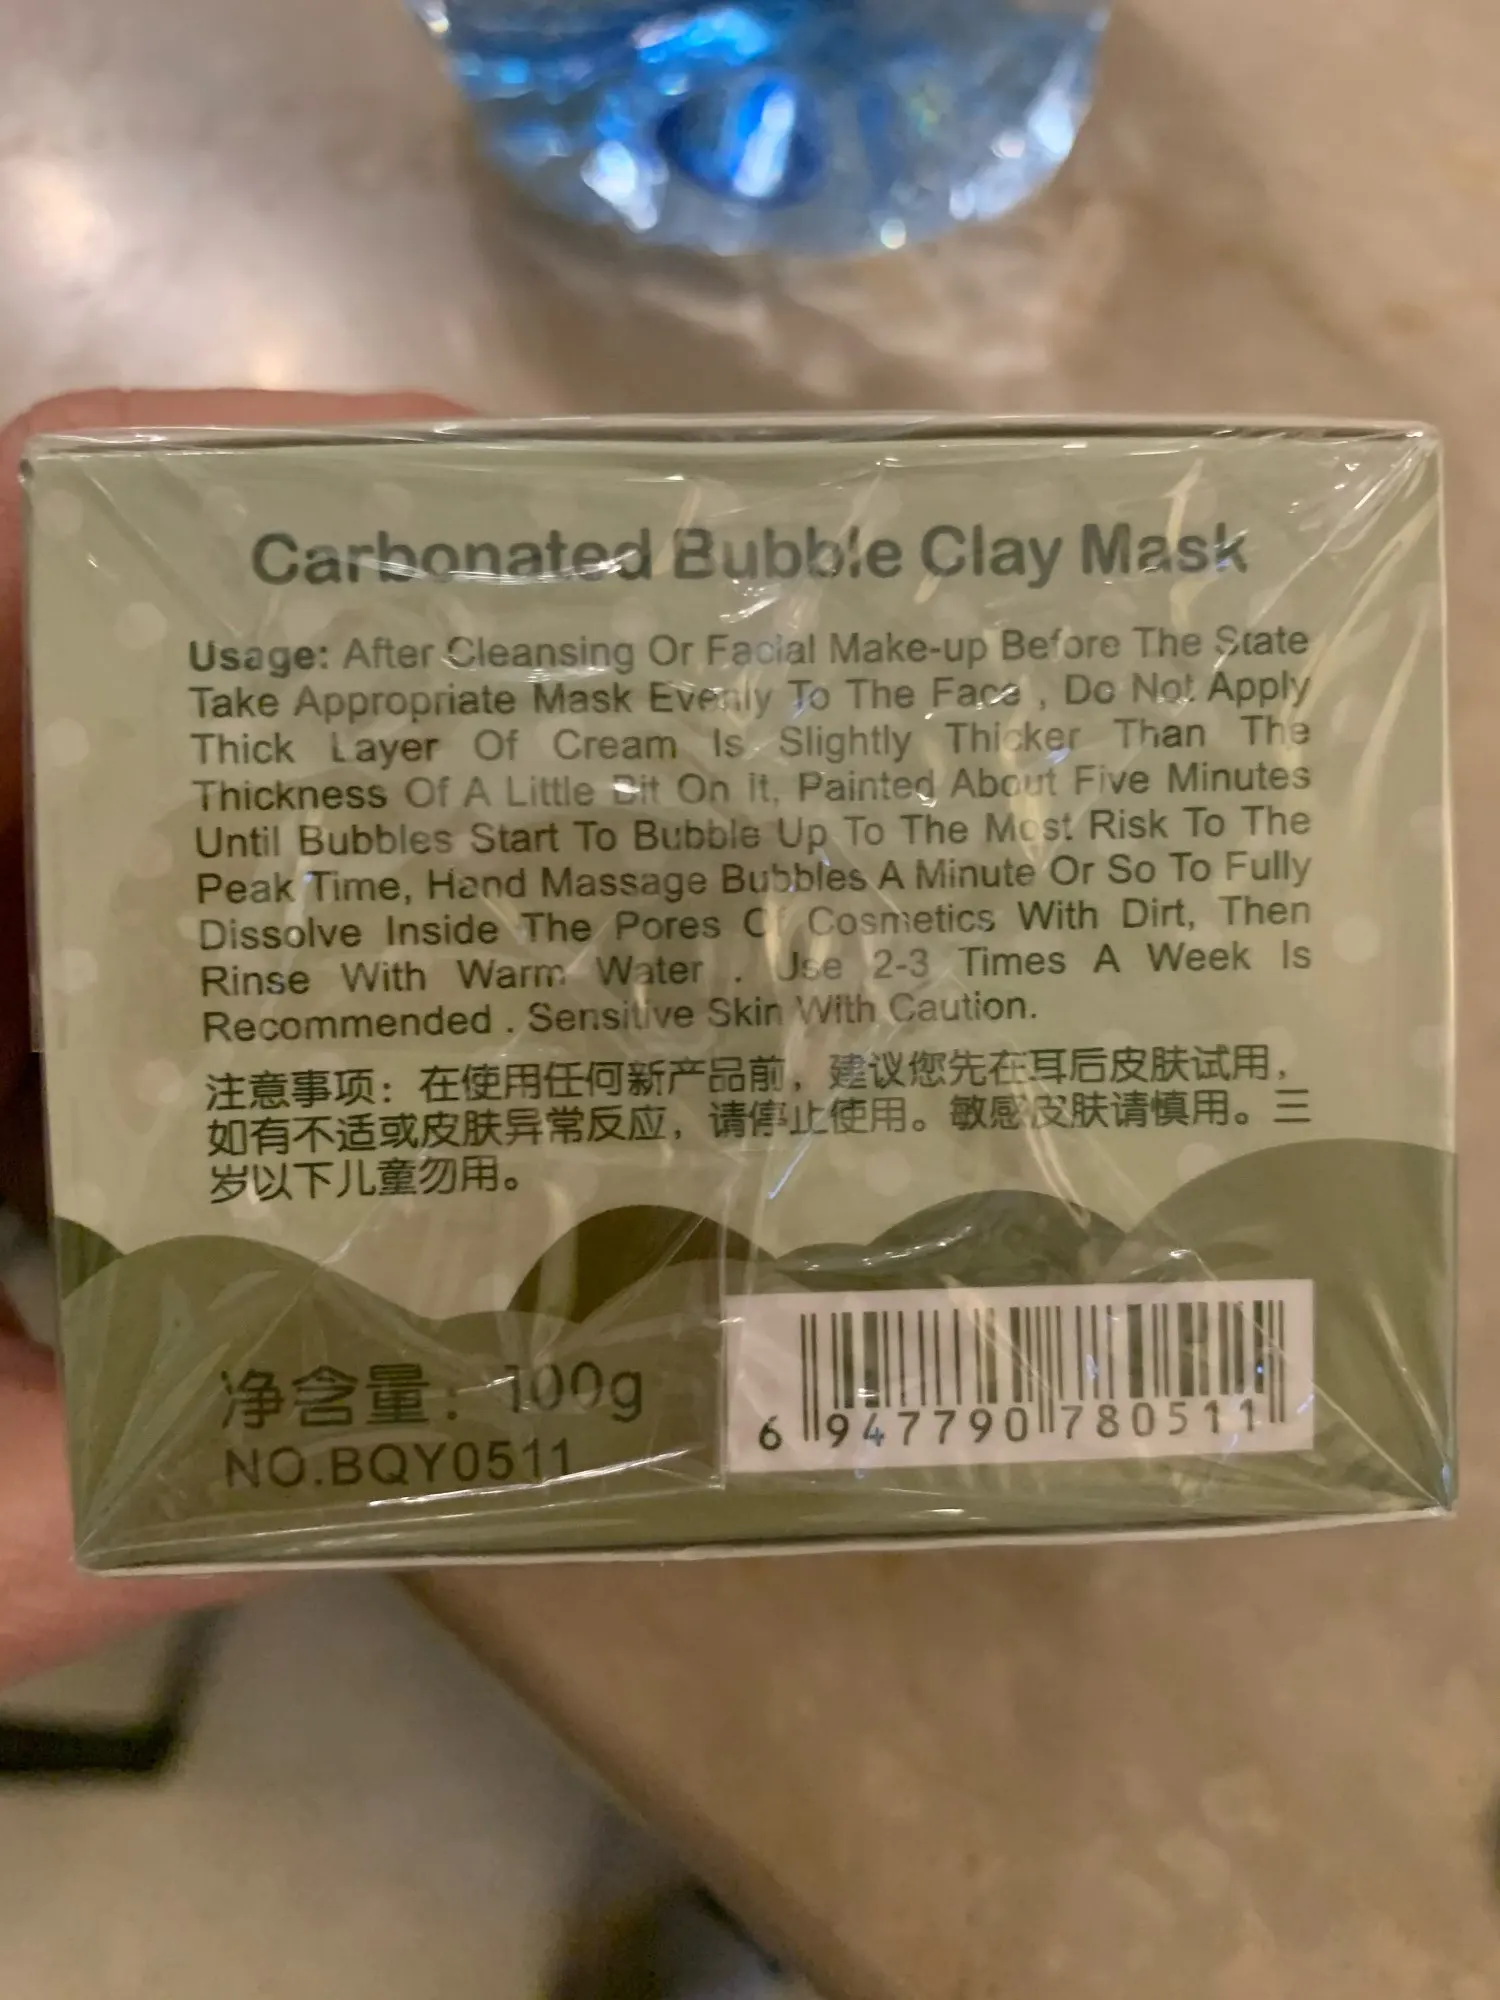 Carbonated Bubble Clay Mask
Usage: After Cleansing Or Facial Make-up Before The State
Take Appropriate Mask Evenly To The Face , Do Not Apply
Thick Layer Of Cream Is Slightly Thicker Than The
Thickness Of A Little Bit On it, Painted About Five Minutes
Until Bubbles Start To Bubble Up To The Most Risk To The
Peak Time, Hand Massage Bubbles A Minute Or So To Fully
Dissolve Inside The Pores Of Cosmetics With Dirt, Then
Rinse With Warm Water . Use 2-3 Times A Week Is
Recommended . Sensitive Skin With Caution.
注意事项：在使用任何新产品前，建议您先在耳后皮肤试用，
如有不适或皮肤异常反应，请停止使用。敏感皮肤请慎用。三
岁以下儿童勿用。
净含量：100g
NO.BQY0511
6 947790 780511